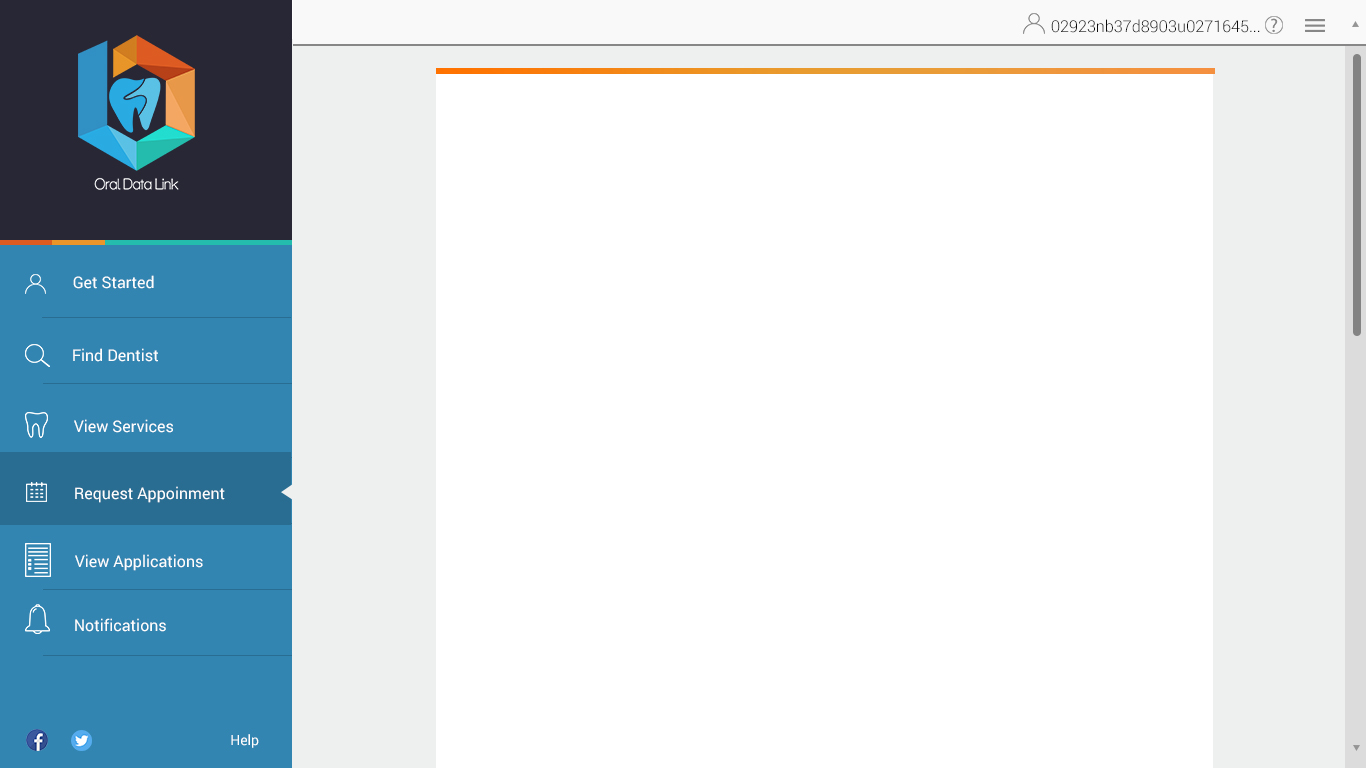 02923nb37d8903u0271645...
?
Oral Data Link
Get Started
Find Dentist
View Services
Request Appoinment
View Applications
Notifications
Help